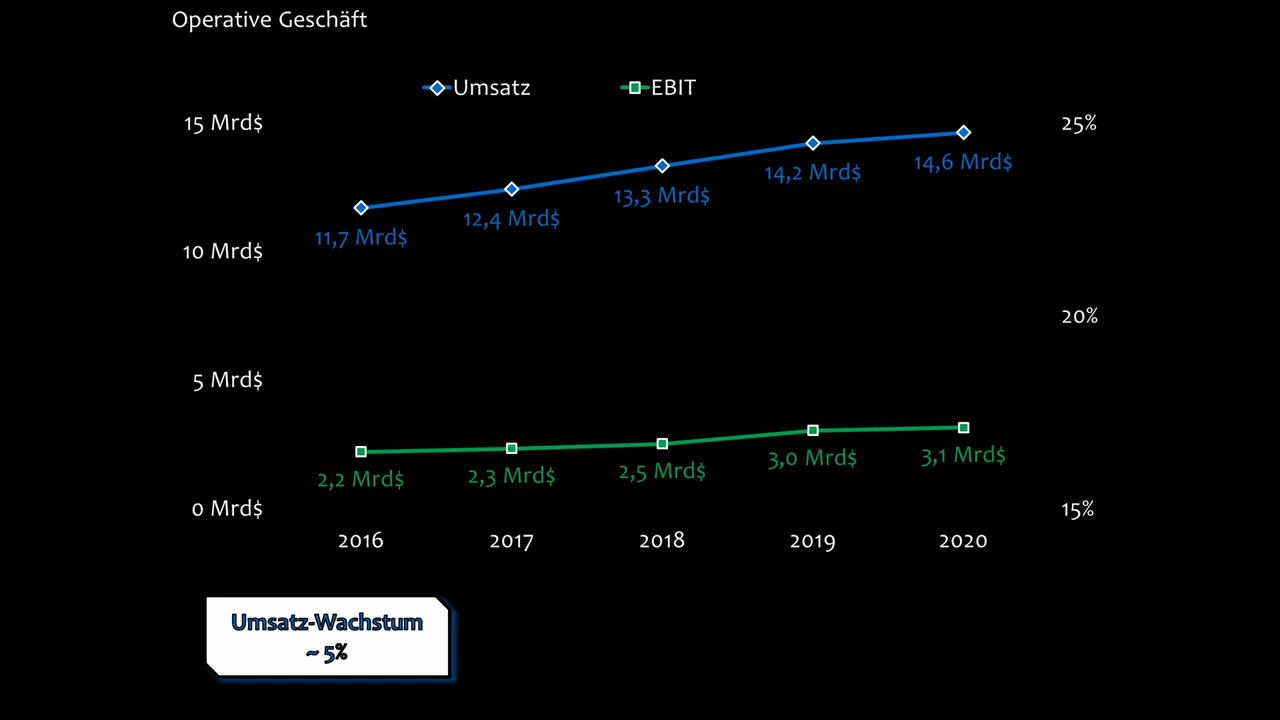 Operative Geschäft
Umsatz EBIT
15 Mrd$ 25%
14,6 Mrd$
14,2 Mrd$
13,3 Mrd$
12,4 Mrd$
11,7 Mrd$
10 Mrd$
20%
5 Mrd$
2,2 Mrd$ 2,3 Mrd$ 2,5 Mrd$ 3,0 Mrd$ 3,1 Mrd$
0 Mrd$ 15%
2016 2017 2018 2019 2020
Umsatz-Wachstum
~ 5%